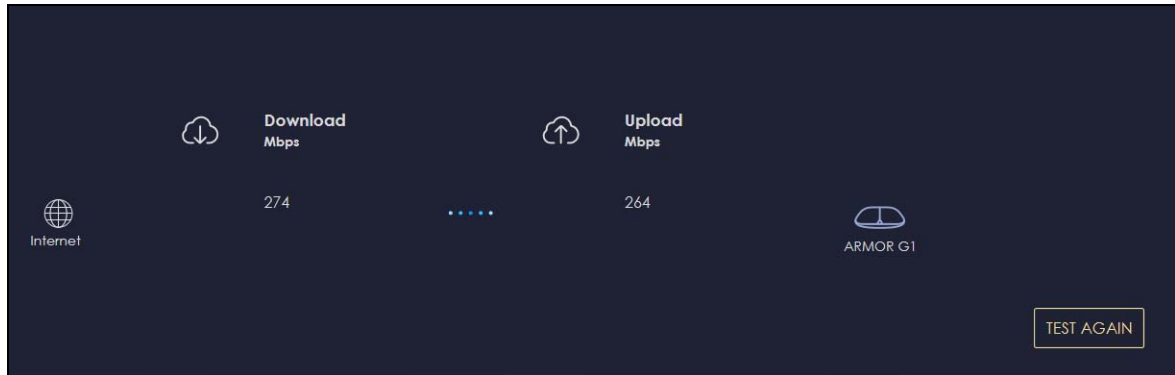 Download
Mbps
Upload
Mbps
274
264
Internet
ARMOR G1
TEST AGAIN